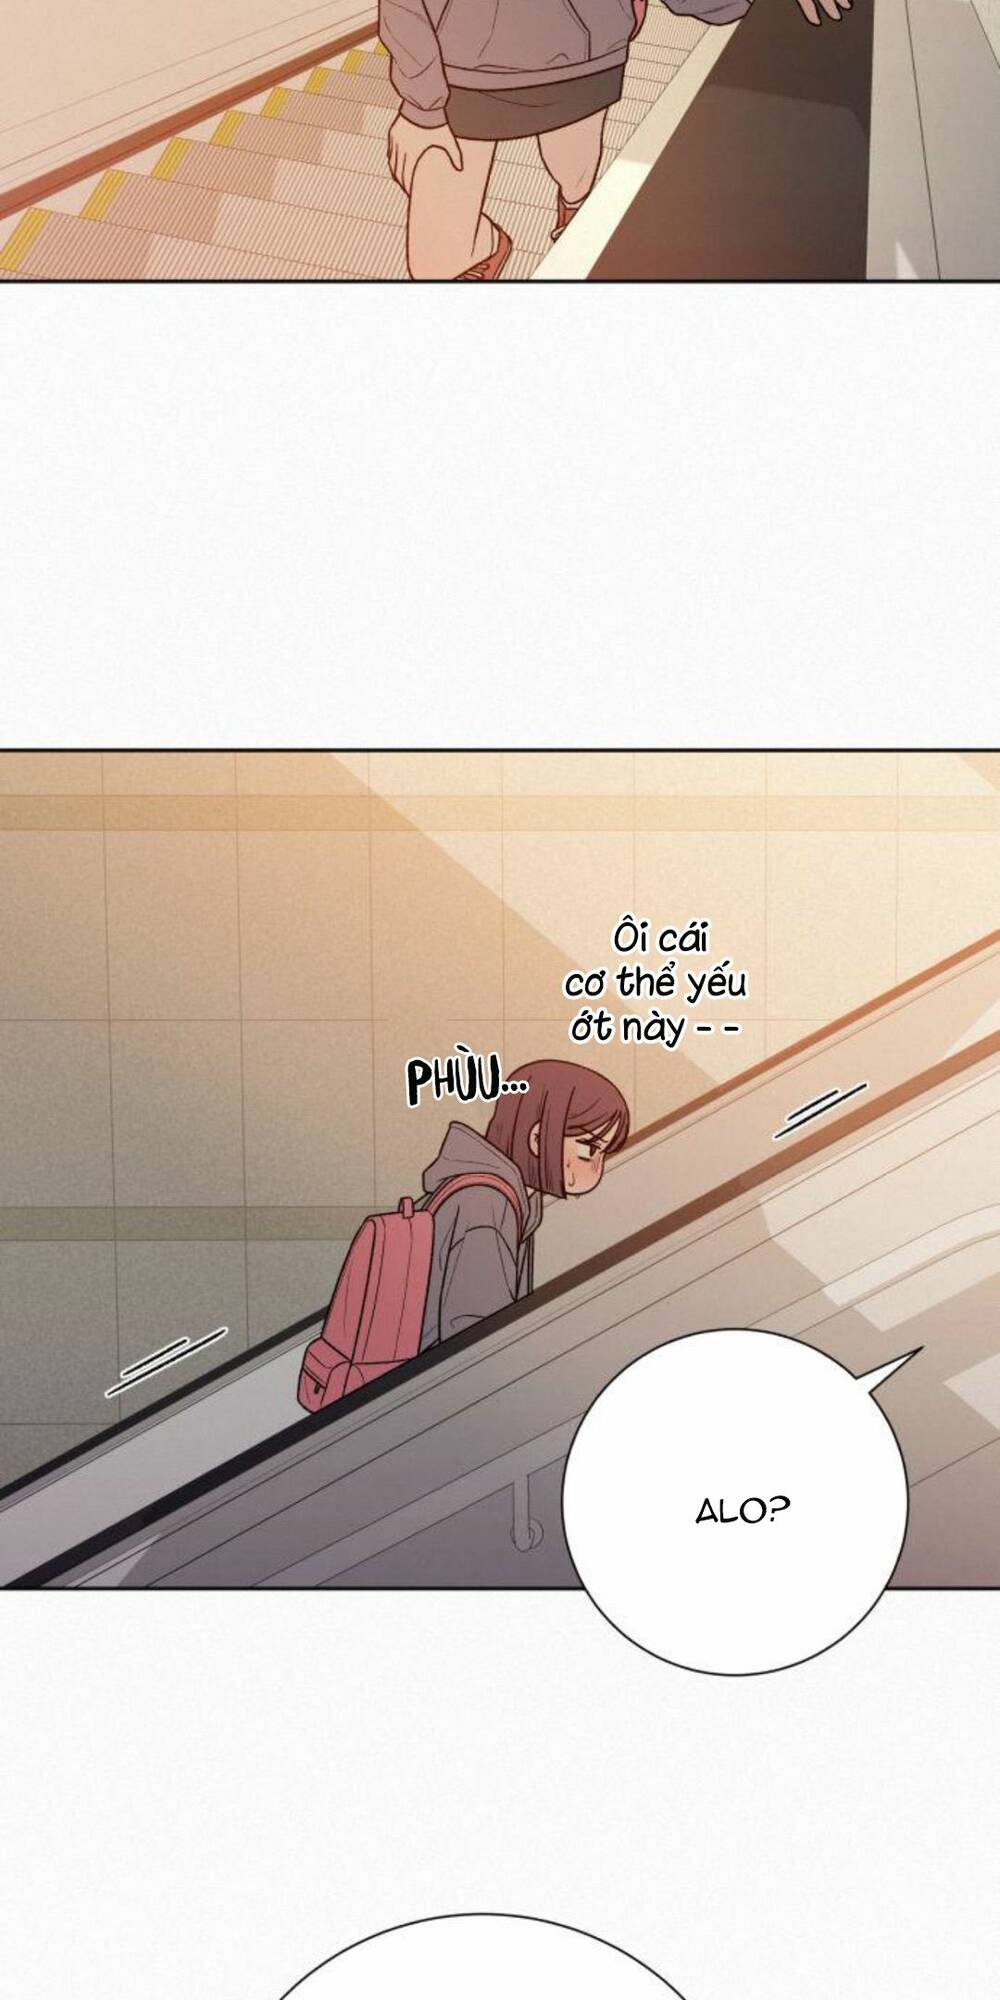 Ôi cái
cơ thể yếu
ớt này - -
PHÙU...
ALO?